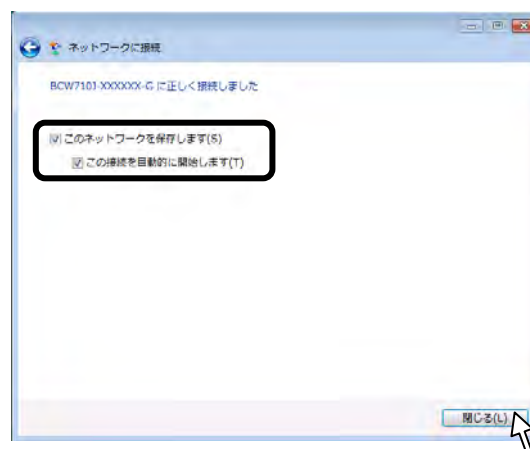 ネットワークに接続
BCW710J-XXXXXX-G に正しく接続しました
このネットワークを保存します(S)
この接続を自動的に開始します(T)
閉じる(L)